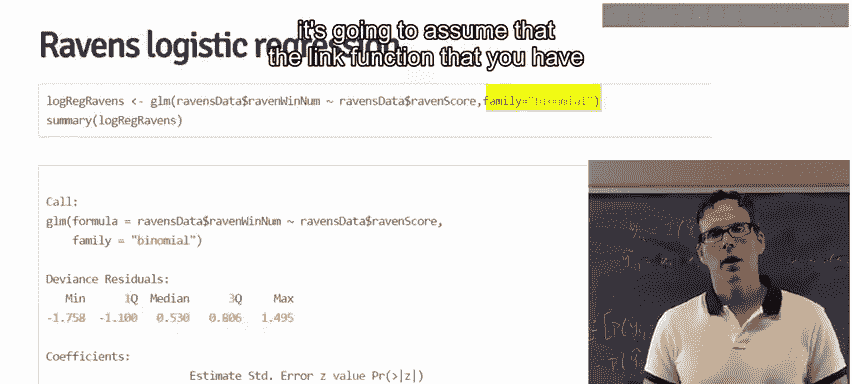 it's going to assume that
the link function that you have
Ravens logistic regression
logRegRavens <- glm(ravensData$ravenWinNum ~ ravensData$ravenScore,family="binomial")
summary(logRegRavens)
Call:
glm(formula = ravensData$ravenWinNum ~ ravensData$ravenScore,
family = "binomial")
Deviance Residuals:
Min 1Q Median 3Q Max
-1.758 -1.100 0.530 0.806 1.495
Coefficients:
Estimate Std. Error z value Pr(>|z|)